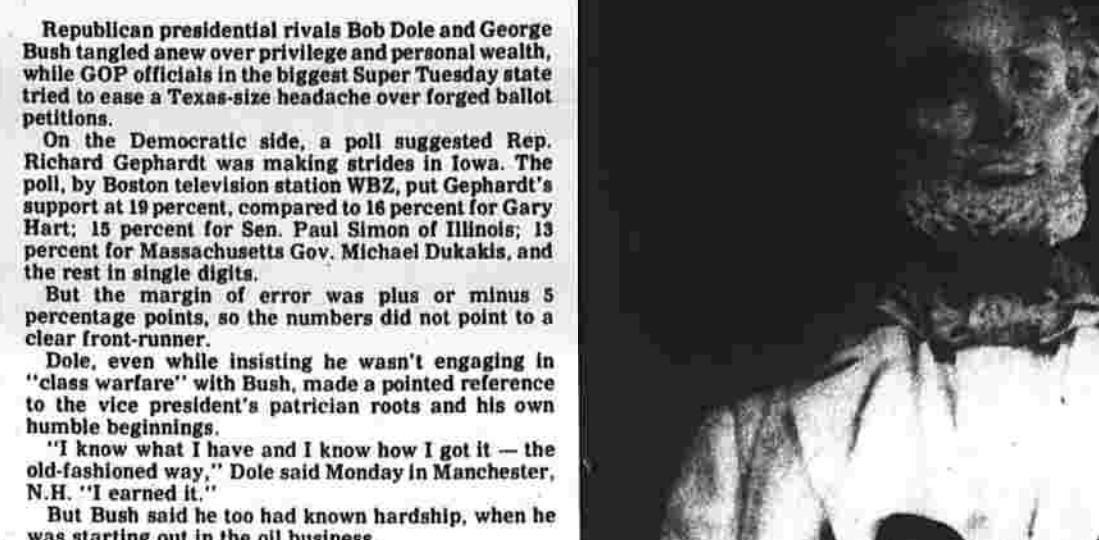 Republican presidential rivals Bob Dole and George
Bush tangled anew over privilege and personal wealth,
while GOP officials in the biggest Super Tuesday state
tried to ease a Texas-size headache over forged ballot
petitions.
On the Democratic side, a poll suggested Rep.
Richard Gephardt was making strides in Iowa. The
poll, by Boston television station WBZ, put Gephardt's
support at 19 percent, compared to 16 percent for Gary
Hart; 15 percent for Sen. Paul Simon of Illinois; 13
percent for Massachusetts Gov. Michael Dukakis, and
the rest in single digits.
But the margin of error was plus or minus 5
percentage points, so the numbers did not point to a
clear front-runner.
Dole, even while insisting he wasn't engaging in
"class warfare" with Bush, made a pointed reference
to the vice president's patrician roots and his own
humble beginnings.
"I know what I have and I know how I got it — the
old-fashioned way," Dole said Monday in Manchester,
N.H. "I earned it."
But Bush said he too had known hardship, when he
was starting out in the oil business.